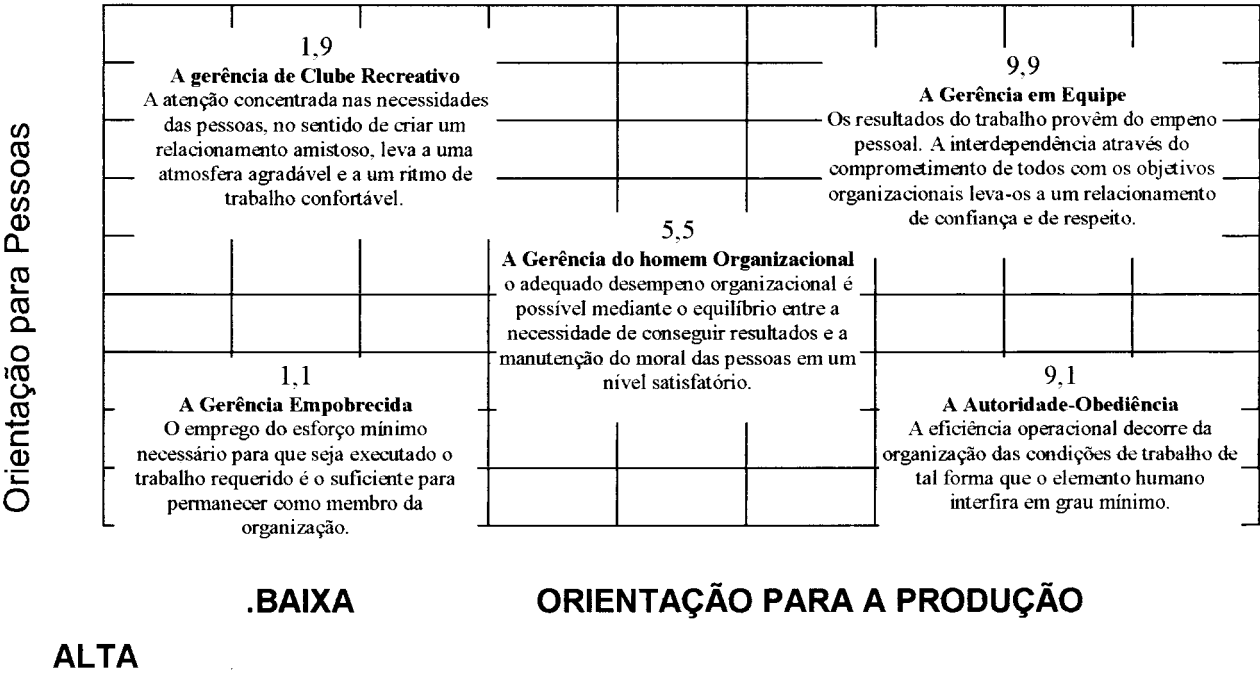 Orientação para Pessoas
1,9
A gerência de Clube Recreativo
A atenção concentrada nas necessidades
das pessoas, no sentido de criar um
relacionamento amistoso, leva a uma
atmosfera agradável e a um ritmo de
trabalho confortável.
9,9
A Gerência em Equipe
Os resultados do trabalho provêm do empeno
pessoal. A interdependência através do
comprometimento de todos com os objetivos
organizacionais leva-os a um relacionamento
de confiança e de respeito.
5,5
A Gerência do homem Organizacional
o adequado desempeno organizacional é
possível mediante o equilíbrio entre a
necessidade de conseguir resultados e a
manutenção do moral das pessoas em um
nível satisfatório.
1,1
A Gerência Empobrecida
O emprego do esforço mínimo
necessário para que seja executado o
trabalho requerido é o suficiente para
permanecer como membro da
organização.
9,1
A Autoridade-Obediência
A eficiência operacional decorre da
organização das condições de trabalho de
tal forma que o elemento humano
interfira em grau mínimo.
.BAIXA ORIENTAÇÃO PARA A PRODUÇÃO
ALTA